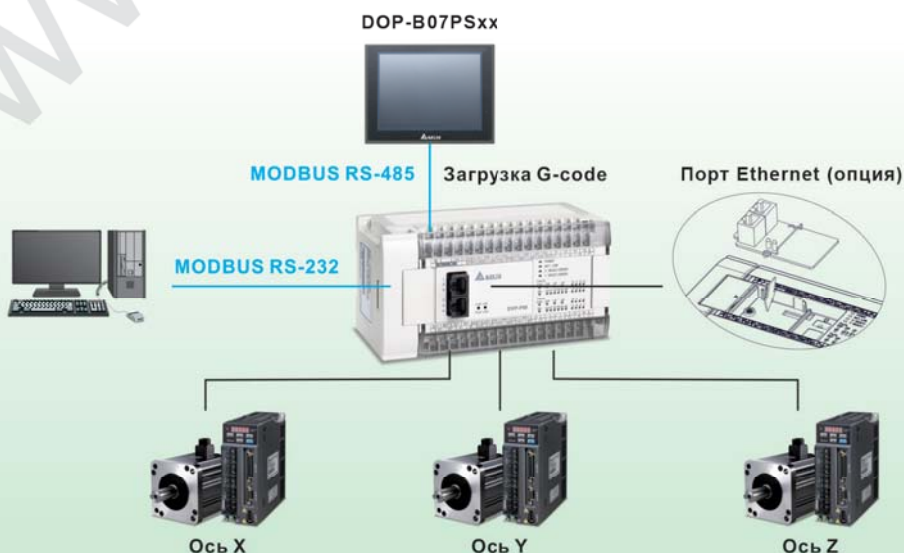 DOP-B07PSxx
MODBUS RS-485
Загрузка G-code
Порт Ethernet (опция)
MODBUS RS-232
Ось X
Ось Y
Ось Z